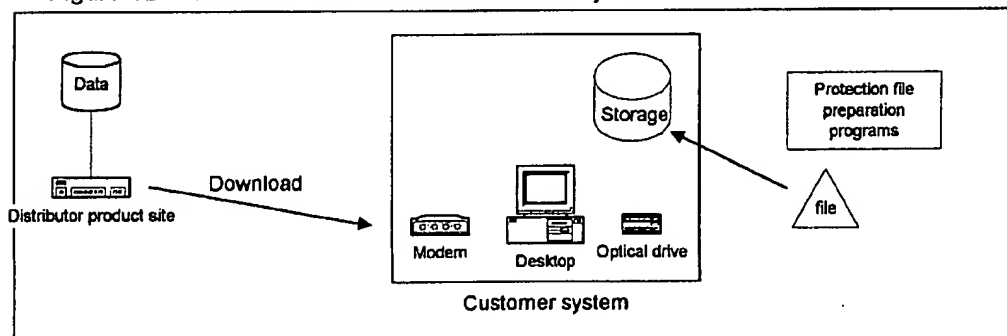 Data
Distributor product site
Download
Storage
Modem
Desktop
Optical drive
Customer system
Protection file
preparation
programs
file